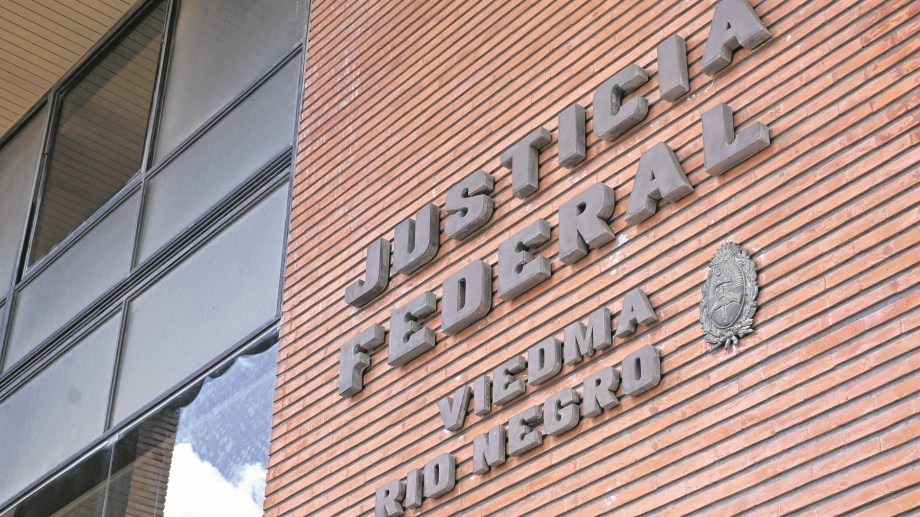 JUSTICIA
FEDERAL
VIEDMA
RIO NEGRO